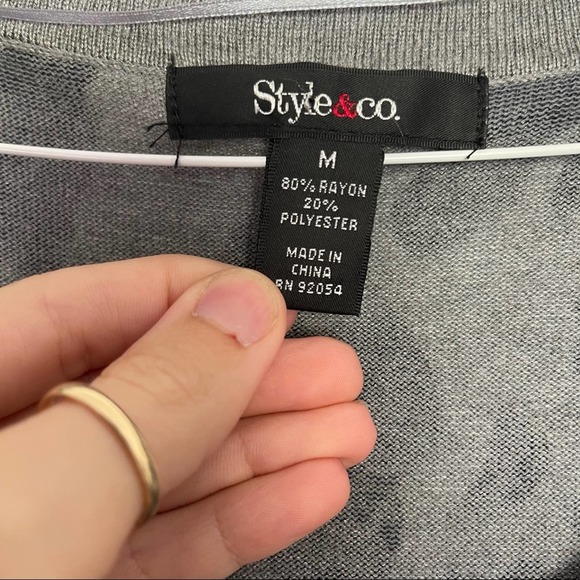 Style&co.
M
80% RAYON
20%
POLYESTER
MADE IN
CHINA
RN 92054